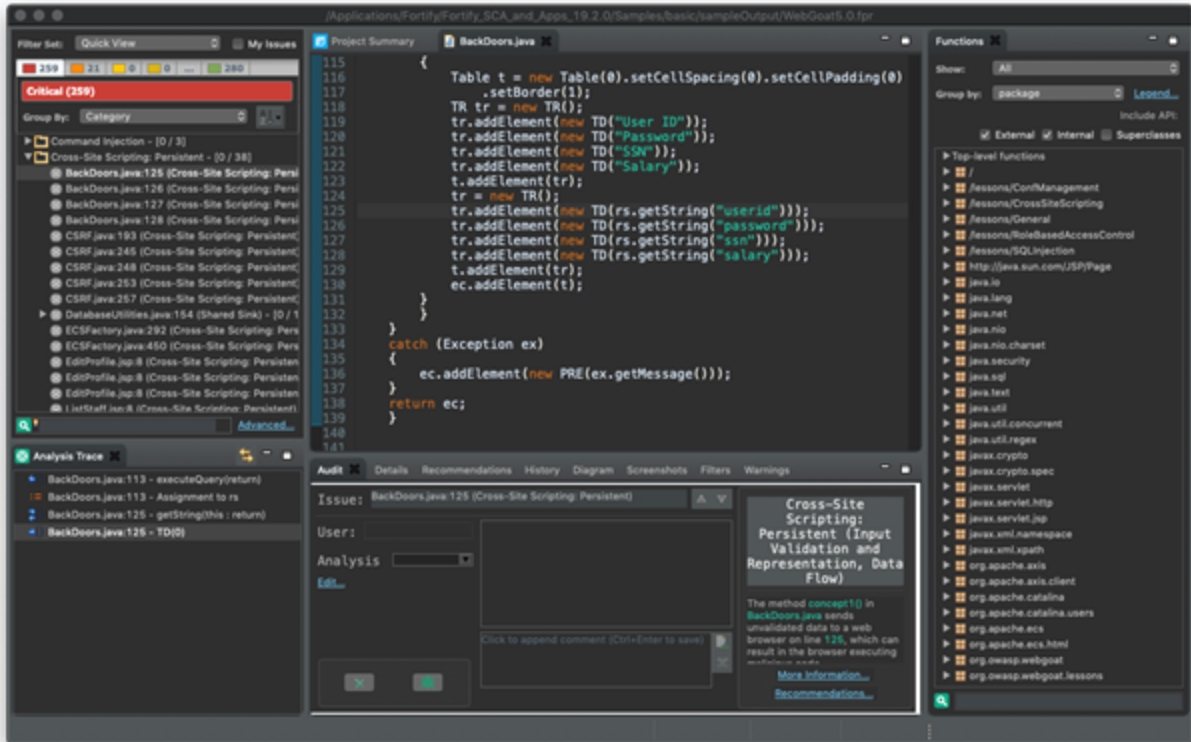 /Applications/Fortify/Fortify_SCA_and_Apps_19.2.0/Samples/basic/sampleOutput/WebGoat5.0.fpr
Filter Set: Quick View My Issues
259 21 0 0 ... 280
Critical (259)
Group By: Category
Command Injection - [0 / 3]
Cross-Site Scripting: Persistent - [0 / 38]
BackDoors.java:125 (Cross-Site Scripting: Persi
BackDoors.java:126 (Cross-Site Scripting: Persi
BackDoors.java:127 (Cross-Site Scripting: Persi
BackDoors.java:128 (Cross-Site Scripting: Persi
CSRF.java:193 (Cross-Site Scripting: Persistent)
CSRF.java:245 (Cross-Site Scripting: Persistent)
CSRF.java:248 (Cross-Site Scripting: Persistent)
CSRF.java:253 (Cross-Site Scripting: Persistent)
CSRF.java:257 (Cross-Site Scripting: Persistent)
DatabaseUtilities.java:154 (Shared Sink) - [0 / 1
ECSFactory.java:292 (Cross-Site Scripting: Pers
ECSFactory.java:450 (Cross-Site Scripting: Pers
EditProfile.jsp:8 (Cross-Site Scripting: Persisten
EditProfile.jsp:8 (Cross-Site Scripting: Persisten
EditProfile.jsp:8 (Cross-Site Scripting: Persisten
ListStaff.jsp:8 (Cross-Site Scripting: Persistent)
Advanced...
Analysis Trace
BackDoors.java:113 - executeQuery(return)
BackDoors.java:113 - Assignment to rs
BackDoors.java:125 - getString(this : return)
BackDoors.java:125 - TD(0)
Project Summary BackDoors.java
115 {
116 Table t = new Table(0).setCellSpacing(0).setCellPadding(0)
117 .setBorder(1);
118 TR tr = new TR();
119 tr.addElement(new TD("User ID"));
120 tr.addElement(new TD("Password"));
121 tr.addElement(new TD("SSN"));
122 tr.addElement(new TD("Salary"));
123 t.addElement(tr);
124 tr = new TR();
125 tr.addElement(new TD(rs.getString("userid")));
126 tr.addElement(new TD(rs.getString("password")));
127 tr.addElement(new TD(rs.getString("ssn")));
128 tr.addElement(new TD(rs.getString("salary")));
129 t.addElement(tr);
130 ec.addElement(t);
131 }
132 }
133 }
134 catch (Exception ex)
135 {
136 ec.addElement(new PRE(ex.getMessage()));
137 }
138 return ec;
139 }
140
141
Audit Details Recommendations History Diagram Screenshots Filters Warnings
Issue: BackDoors.java:125 (Cross-Site Scripting: Persistent)
User:
Analysis
Edit...
Click to append comment (Ctrl+Enter to save)
Cross-Site
Scripting:
Persistent (Input
Validation and
Representation, Data
Flow)
The method concept1() in
BackDoors.java sends
unvalidated data to a web
browser on line 125, which can
result in the browser executing
malicious code.
More Information...
Recommendations...
Functions
Show: All
Group by: package Legend...
Include API:
External Internal Superclasses
Top-level functions
/
/lessons/ConfManagement
/lessons/CrossSiteScripting
/lessons/General
/lessons/RoleBasedAccessControl
/lessons/SQLInjection
http://java.sun.com/JSP/Page
java.io
java.lang
java.net
java.nio
java.nio.charset
java.security
java.sql
java.text
java.util
java.util.concurrent
java.util.regex
javax.crypto
javax.crypto.spec
javax.servlet
javax.servlet.http
javax.servlet.jsp
javax.xml.namespace
javax.xml.xpath
org.apache.axis
org.apache.axis.client
org.apache.catalina
org.apache.catalina.users
org.apache.ecs
org.apache.ecs.html
org.owasp.webgoat
org.owasp.webgoat.lessons